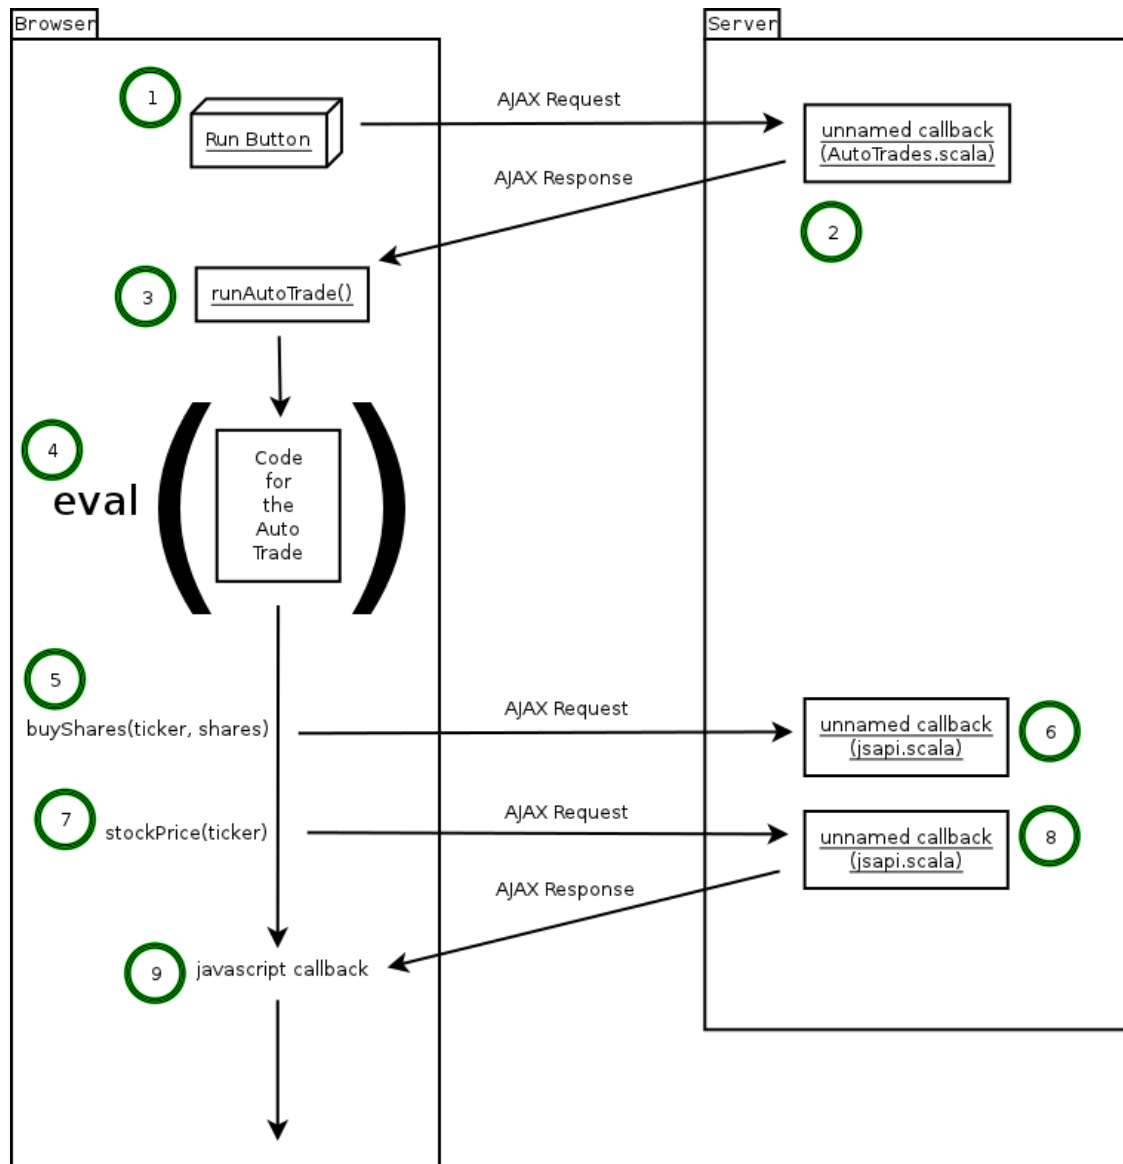 Browser
Server
1
AJAX Request
Run Button
unnamed callback
(AutoTrades.scala)
AJAX Response
2
3
runAutoTrade()
4
eval
Code
for
the
Auto
Trade
5
buyShares(ticker, shares)
AJAX Request
unnamed callback
(jsapi.scala)
6
7
stockPrice(ticker)
AJAX Request
unnamed callback
(jsapi.scala)
8
AJAX Response
9
javascript callback